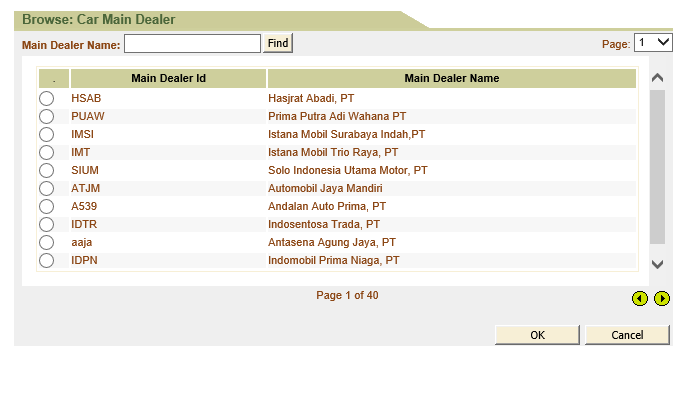 Browse: Car Main Dealer
Main Dealer Name: Find Page: 1
. Main Dealer Id Main Dealer Name
HSAB Hasjrat Abadi, PT
PUAW Prima Putra Adi Wahana PT
IMSI Istana Mobil Surabaya Indah,PT
IMT Istana Mobil Trio Raya, PT
SIUM Solo Indonesia Utama Motor, PT
ATJM Automobil Jaya Mandiri
A539 Andalan Auto Prima, PT
IDTR Indosentosa Trada, PT
aaja Antasena Agung Jaya, PT
IDPN Indomobil Prima Niaga, PT
Page 1 of 40
OK Cancel